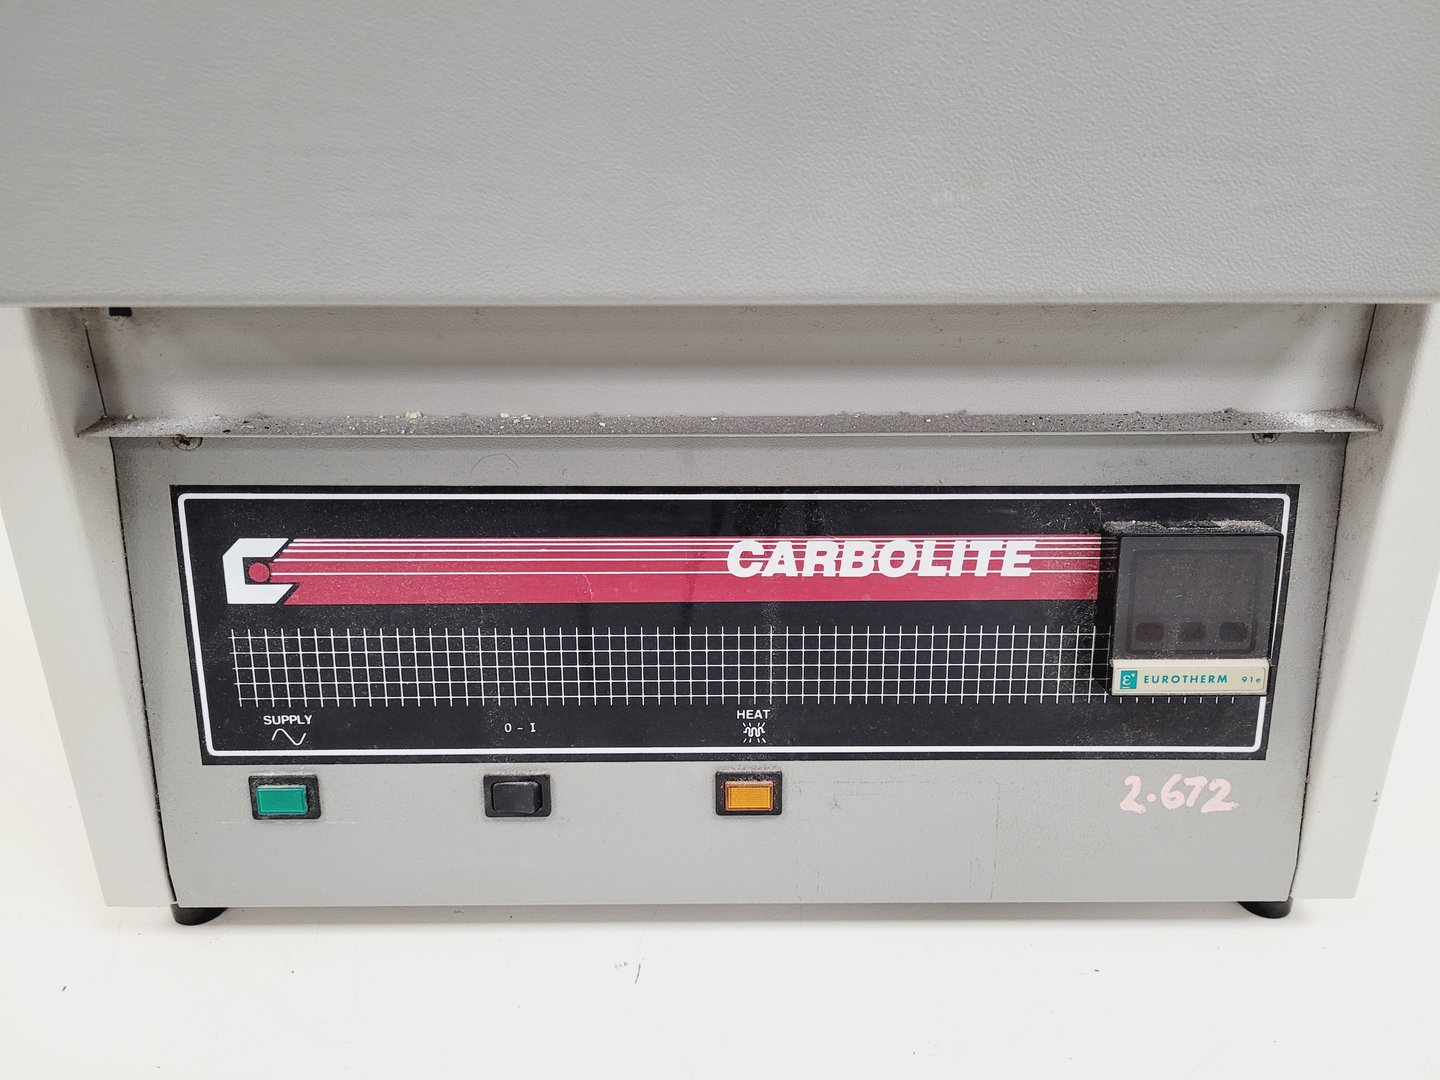 CARBOLITE
EUROTHERM 91e
SUPPLY
0 - I
HEAT
2.672